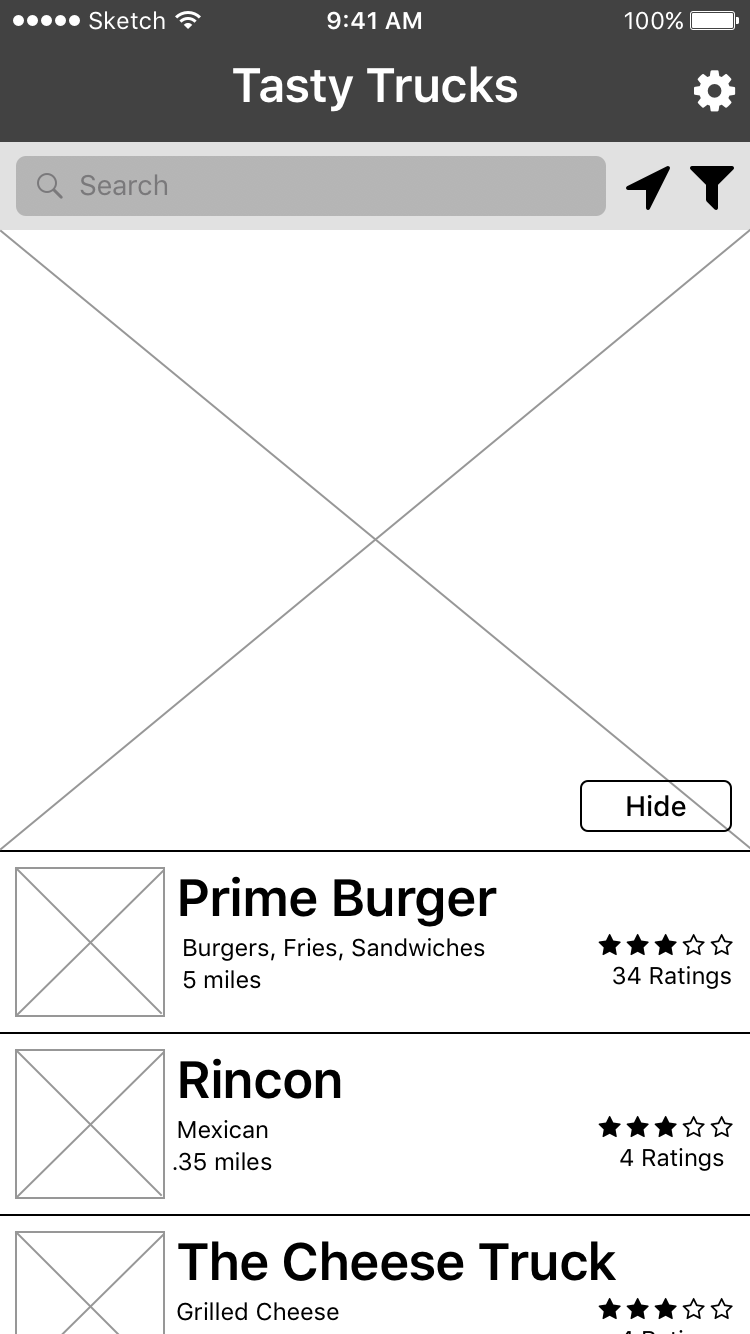 Sketch 9:41 AM 100%
Tasty Trucks
Search
Hide
Prime Burger
Burgers, Fries, Sandwiches
5 miles
34 Ratings
Rincon
Mexican
.35 miles
4 Ratings
The Cheese Truck
Grilled Cheese